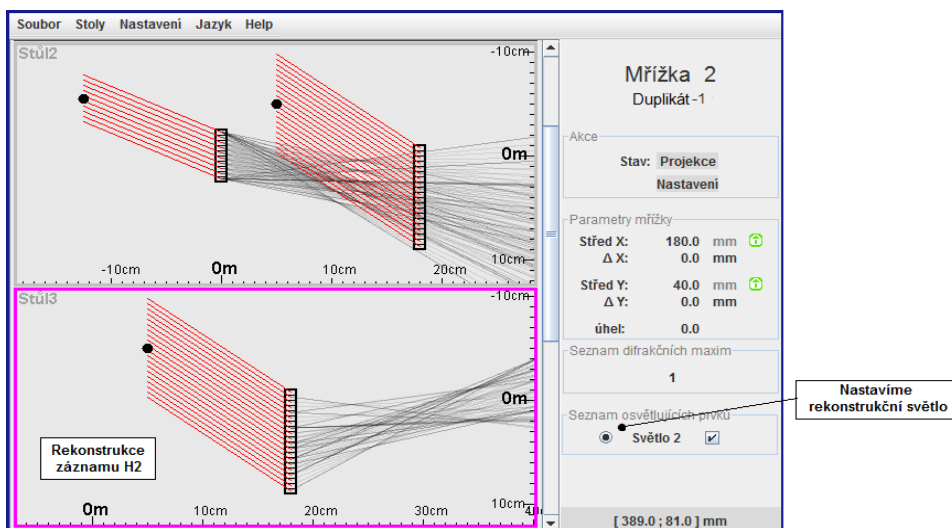 Soubor Stoly Nastavení Jazyk Help
Stůl2
-10cm
0m
10cm
-10cm 0m 10cm 20cm
Stůl3
-10cm
0m
10cm
Rekonstrukce
záznamu H2
0m 10cm 20cm 30cm
Mřížka 2
Duplikát-1
Akce
Stav: Projekce
Nastavení
Parametry mřížky
Střed X: 180.0 mm
Δ X: 0.0 mm
Střed Y: 40.0 mm
Δ Y: 0.0 mm
úhel: 0.0
Seznam difrakčních maxim
1
Seznam osvětlujících prvků
Světlo 2
[ 389.0 ; 81.0 ] mm
Nastavíme
rekonstrukční světlo